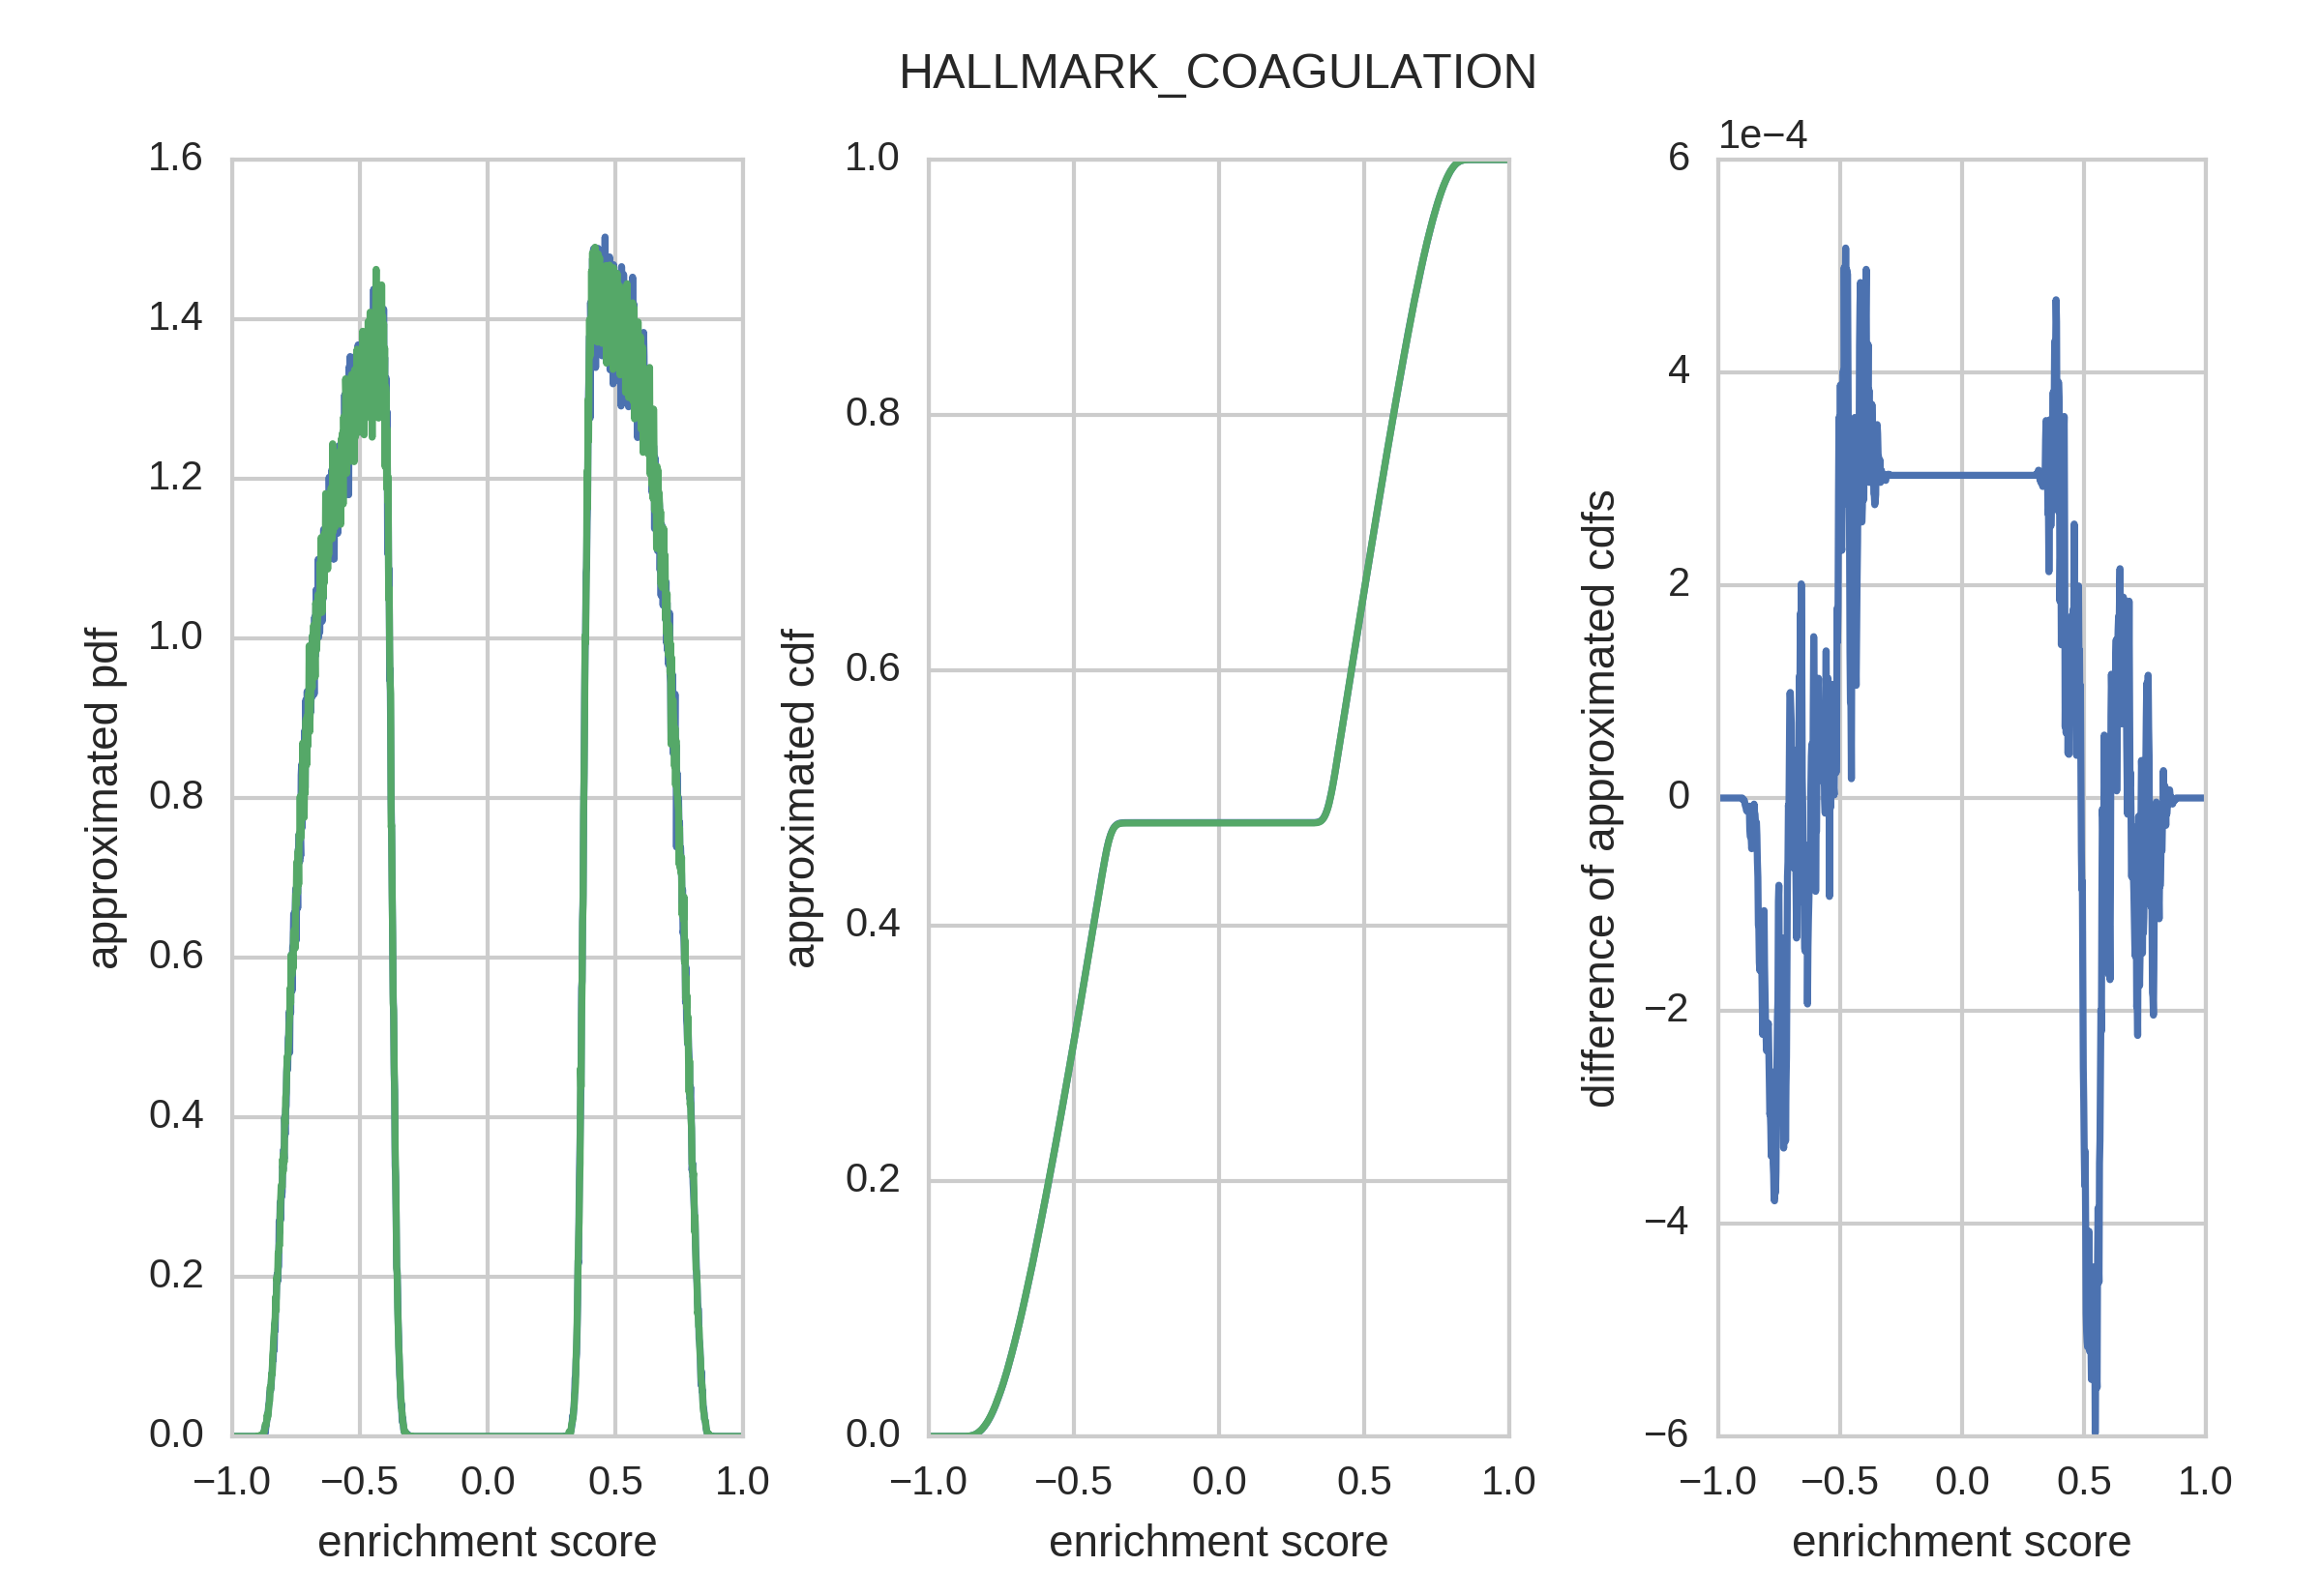 HALLMARK_COAGULATION
approximated pdf
1.6
1.4
1.2
1.0
0.8
0.6
0.4
0.2
0.0
−1.0 −0.5 0.0 0.5 1.0
enrichment score
approximated cdf
1.0
0.8
0.6
0.4
0.2
0.0
−1.0 −0.5 0.0 0.5 1.0
enrichment score
difference of approximated cdfs
1e−4
6
4
2
0
−2
−4
−6
−1.0 −0.5 0.0 0.5 1.0
enrichment score